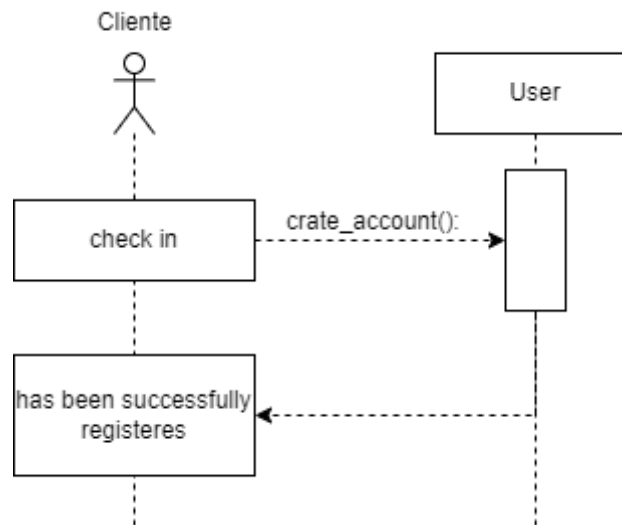 Cliente
User
check in
crate_account():
has been successfully
registeres